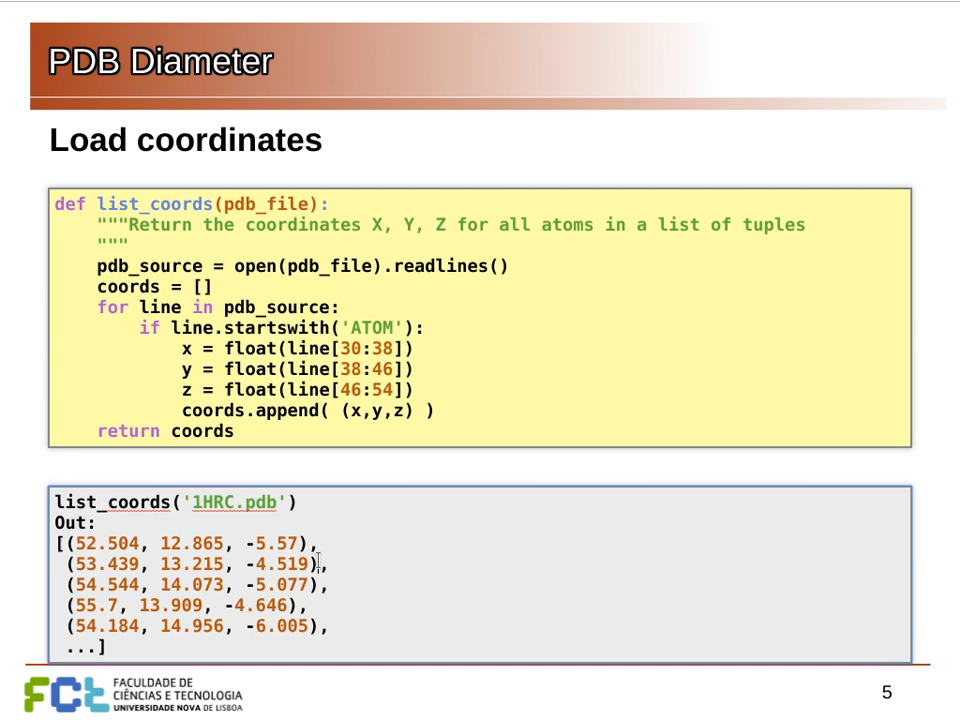 PDB Diameter
Load coordinates
def list_coords(pdb_file):
    """Return the coordinates X, Y, Z for all atoms in a list of tuples
    """
    pdb_source = open(pdb_file).readlines()
    coords = []
    for line in pdb_source:
        if line.startswith('ATOM'):
            x = float(line[30:38])
            y = float(line[38:46])
            z = float(line[46:54])
            coords.append( (x,y,z) )
    return coords
list_coords('1HRC.pdb')
Out:
[(52.504, 12.865, -5.57),
 (53.439, 13.215, -4.519),
 (54.544, 14.073, -5.077),
 (55.7, 13.909, -4.646),
 (54.184, 14.956, -6.005),
 ...]
FCt
FACULDADE DE
CIÊNCIAS E TECNOLOGIA
UNIVERSIDADE NOVA DE LISBOA
5